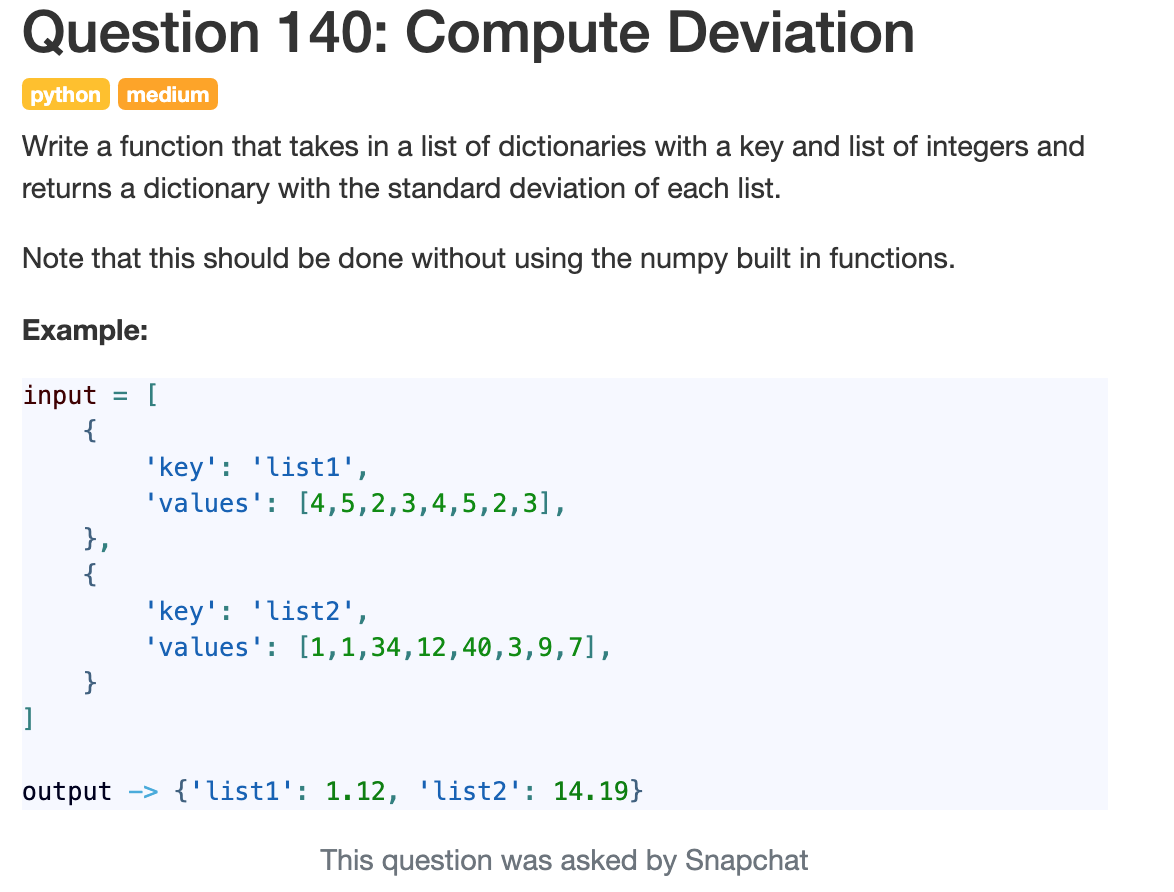 Question 140: Compute Deviation
python medium
Write a function that takes in a list of dictionaries with a key and list of integers and
returns a dictionary with the standard deviation of each list.
Note that this should be done without using the numpy built in functions.
Example:
input = [
    {
        'key': 'list1',
        'values': [4,5,2,3,4,5,2,3],
    },
    {
        'key': 'list2',
        'values': [1,1,34,12,40,3,9,7],
    }
]
output -> {'list1': 1.12, 'list2': 14.19}
This question was asked by Snapchat